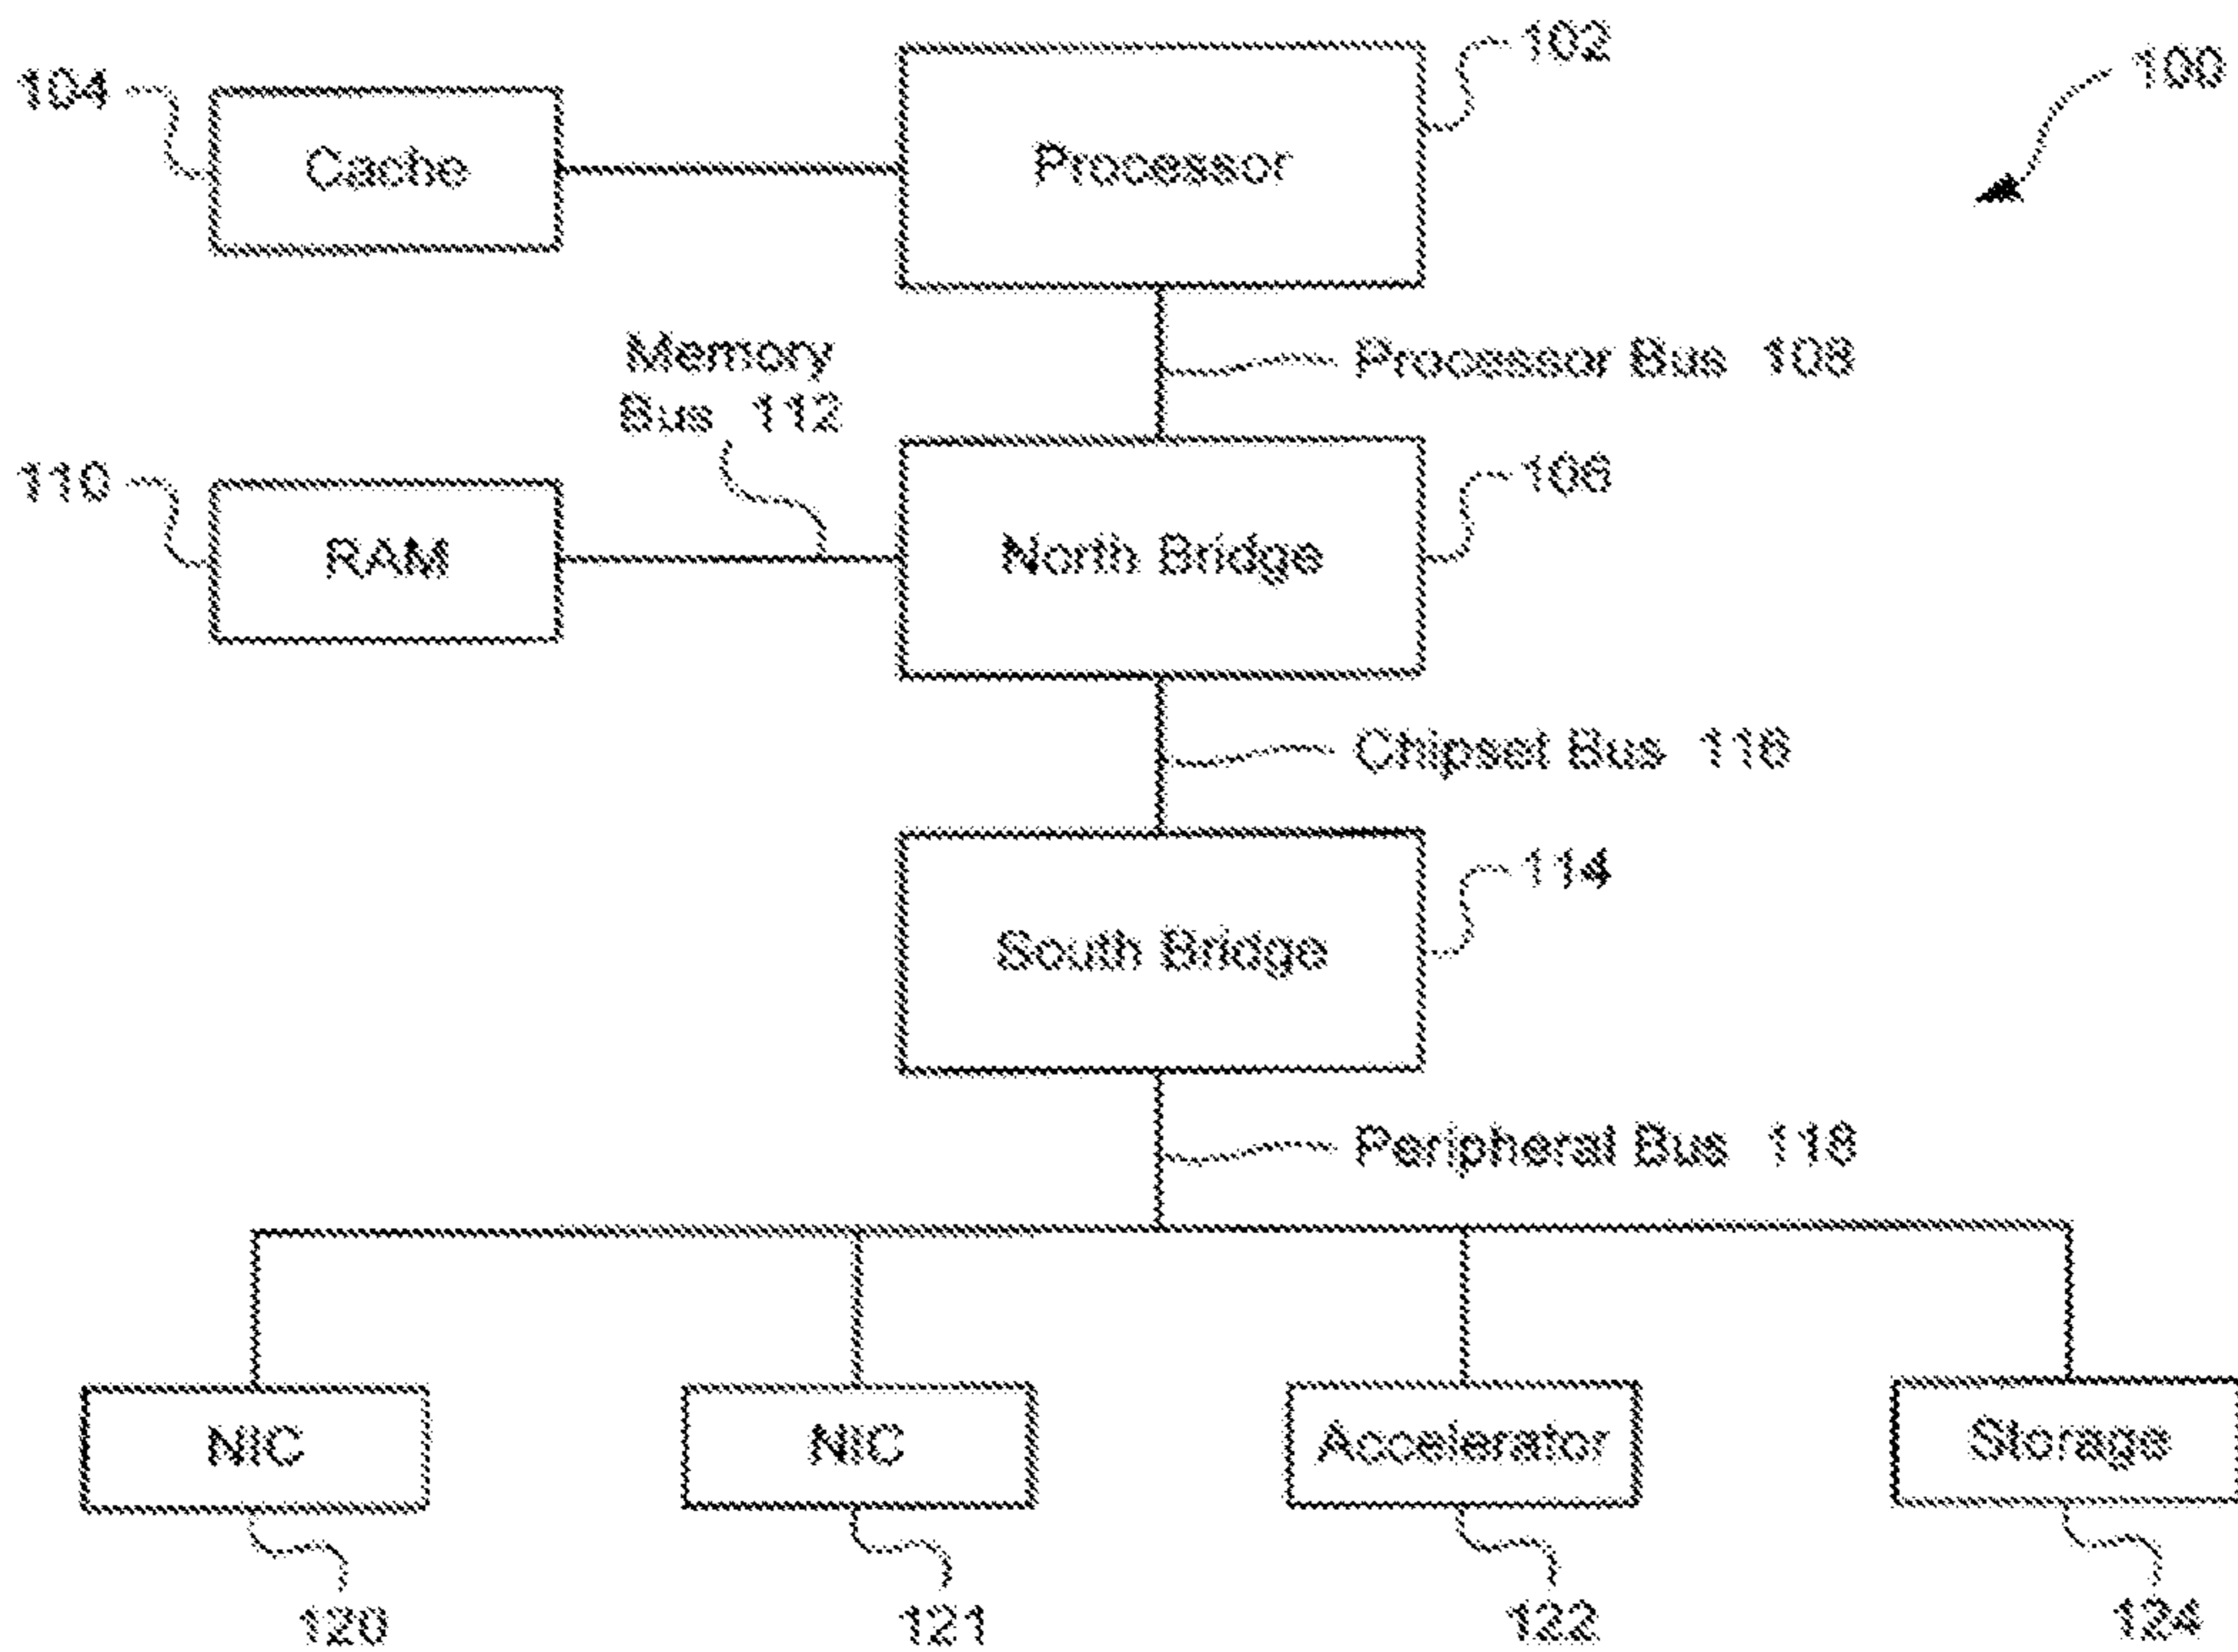 102
100
104
Cache
Processor
Memory
Bus 112
Processor Bus 108
110
RAM
North Bridge
106
Chipset Bus 116
114
South Bridge
Peripheral Bus 118
NIC
NIC
Accelerator
Storage
120
121
122
124